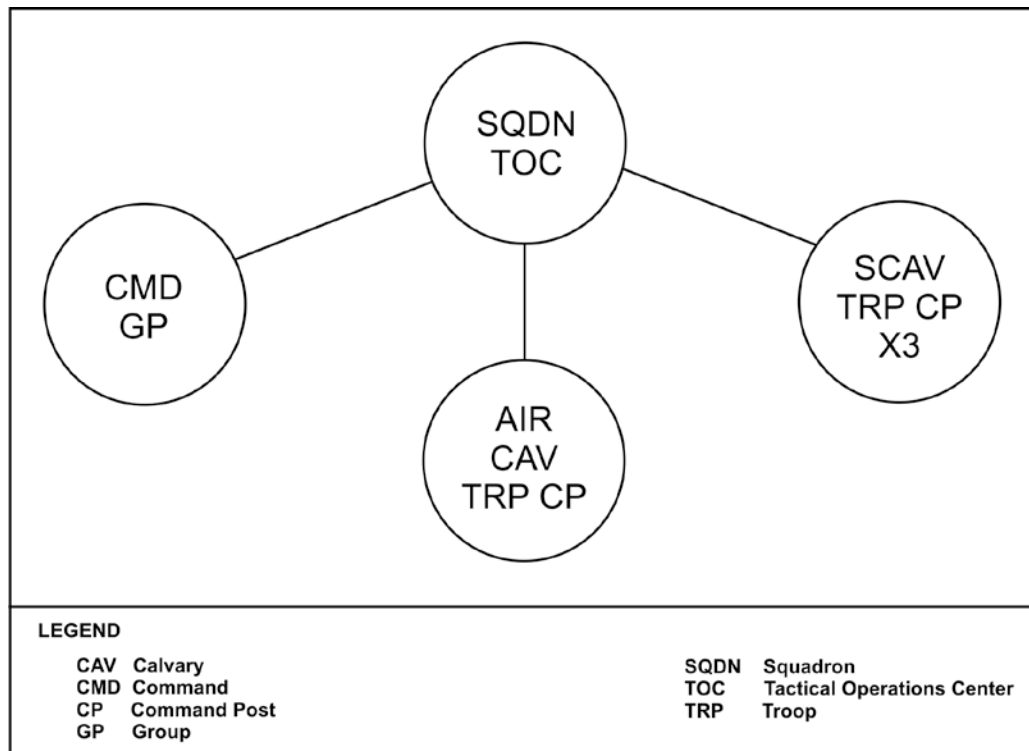 SQDN
TOC
CMD
GP
SCAV
TRP CP
X3
AIR
CAV
TRP CP
LEGEND
CAV Calvary
CMD Command
CP Command Post
GP Group
SQDN Squadron
TOC Tactical Operations Center
TRP Troop